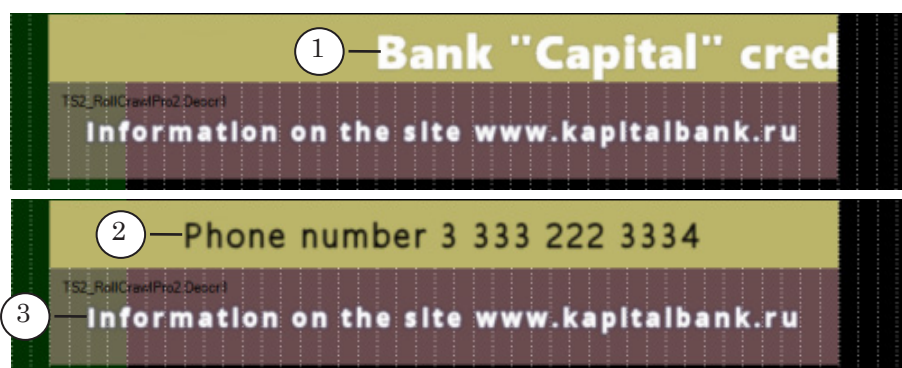 1 Bank "Capital" cred
TS2_RollCrawlPro2.Descr1
Information on the site www.kapitalbank.ru
2 Phone number 3 333 222 3334
TS2_RollCrawlPro2.Descr1
3 Information on the site www.kapitalbank.ru